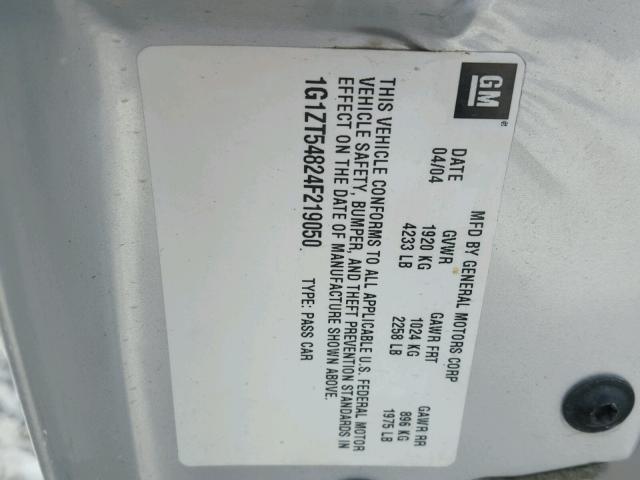 GM
MFD BY GENERAL MOTORS CORP
DATE GVWR GAWR FRT GAWR RR
04/04 1920 KG 1024 KG 896 KG
4233 LB 2258 LB 1975 LB
THIS VEHICLE CONFORMS TO ALL APPLICABLE U.S. FEDERAL MOTOR
VEHICLE SAFETY, BUMPER, AND THEFT PREVENTION STANDARDS IN
EFFECT ON THE DATE OF MANUFACTURE SHOWN ABOVE.
1G1ZT54824F219050 TYPE: PASS CAR